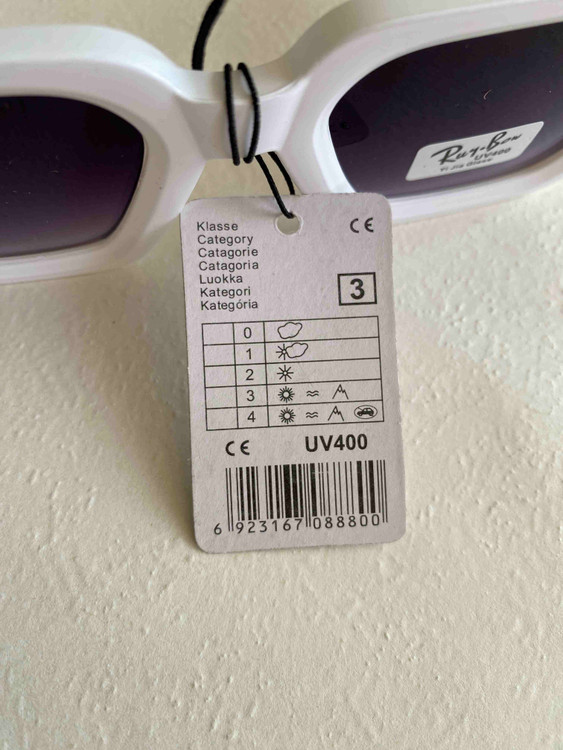 Ray-Ban
UV400
Klasse
Category
Catagorie
Catagoria
Luokka
Kategori
Kategória
CE
3
0
1
2
3
4
CE UV400
6 923167 088800